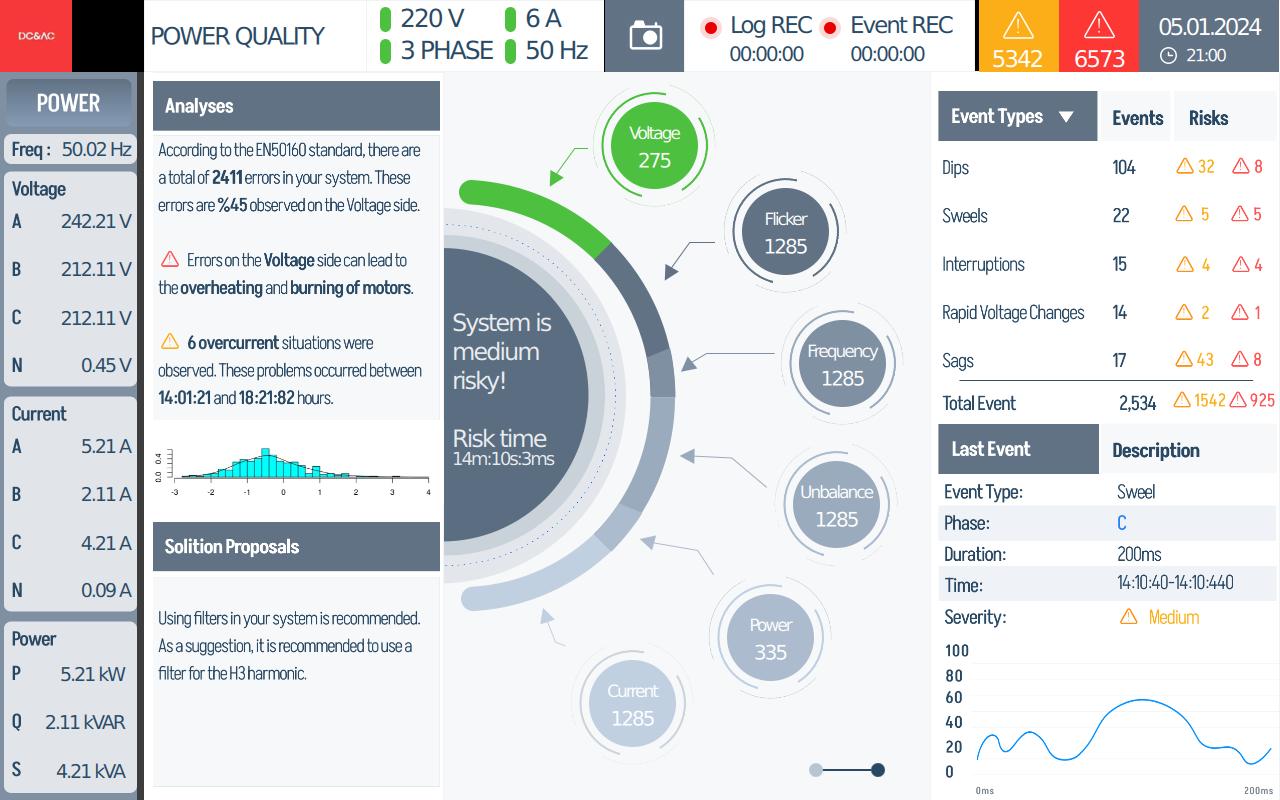 DC&AC
POWER QUALITY
220 V
6 A
3 PHASE
50 Hz
Log REC
00:00:00
Event REC
00:00:00
5342
6573
05.01.2024
21:00
POWER
Freq : 50.02 Hz
Voltage
A 242.21 V
B 212.11 V
C 212.11 V
N 0.45 V
Current
A 5.21 A
B 2.11 A
C 4.21 A
N 0.09 A
Power
P 5.21 kW
Q 2.11 kVAR
S 4.21 kVA
Analyses
According to the EN50160 standard, there are
a total of 2411 errors in your system. These
errors are %45 observed on the Voltage side.
Errors on the Voltage side can lead to
the overheating and burning of motors.
6 overcurrent situations were
observed. These problems occurred between
14:01:21 and 18:21:82 hours.
0.0 0.4
-3 -2 -1 0 1 2 3 4
Solition Proposals
Using filters in your system is recommended.
As a suggestion, it is recommended to use a
filter for the H3 harmonic.
System is
medium
risky!
Risk time
14m:10s:3ms
Voltage
275
Flicker
1285
Frequency
1285
Unbalance
1285
Power
335
Current
1285
Event Types Events Risks
Dips 104 32 8
Sweels 22 5 5
Interruptions 15 4 4
Rapid Voltage Changes 14 2 1
Sags 17 43 8
Total Event 2,534 1542 925
Last Event Description
Event Type: Sweel
Phase: C
Duration: 200ms
Time: 14:10:40-14:10:440
Severity: Medium
100
80
60
40
20
0
0ms 200ms